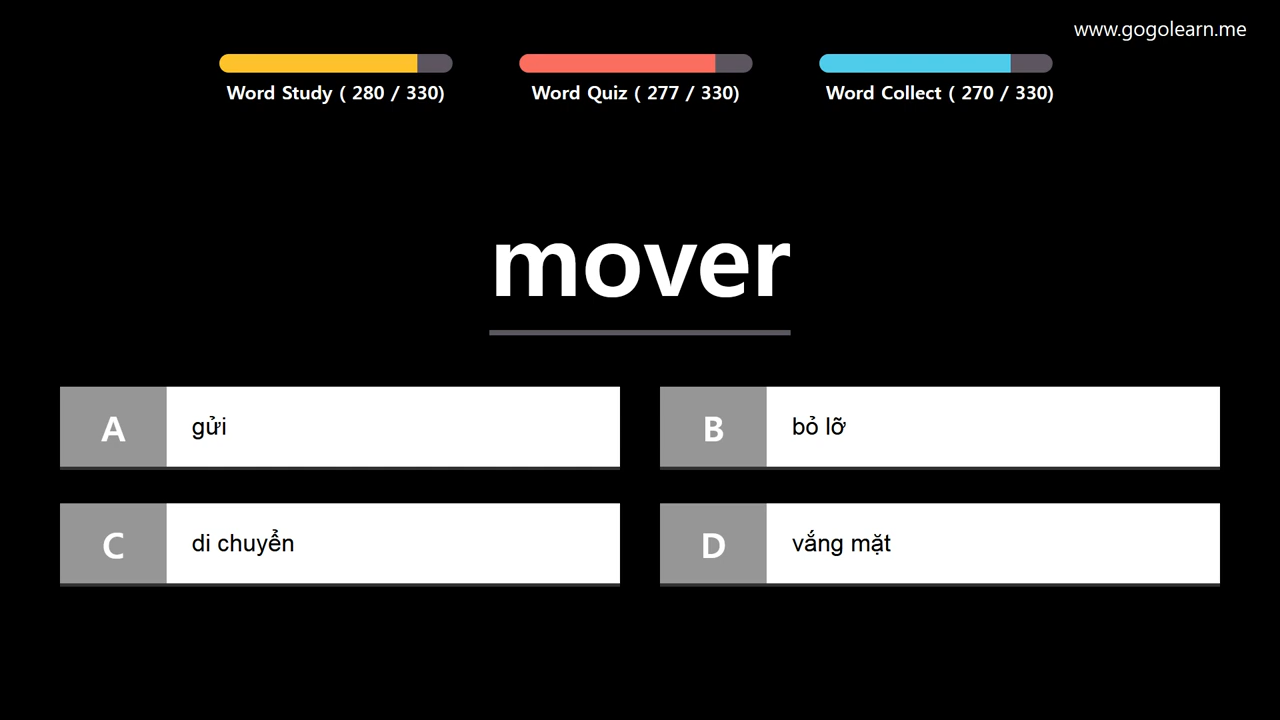 www.gogolearn.me
Word Study ( 280 / 330)
Word Quiz ( 277 / 330)
Word Collect ( 270 / 330)
mover
A gửi
B bỏ lỡ
C di chuyển
D vắng mặt